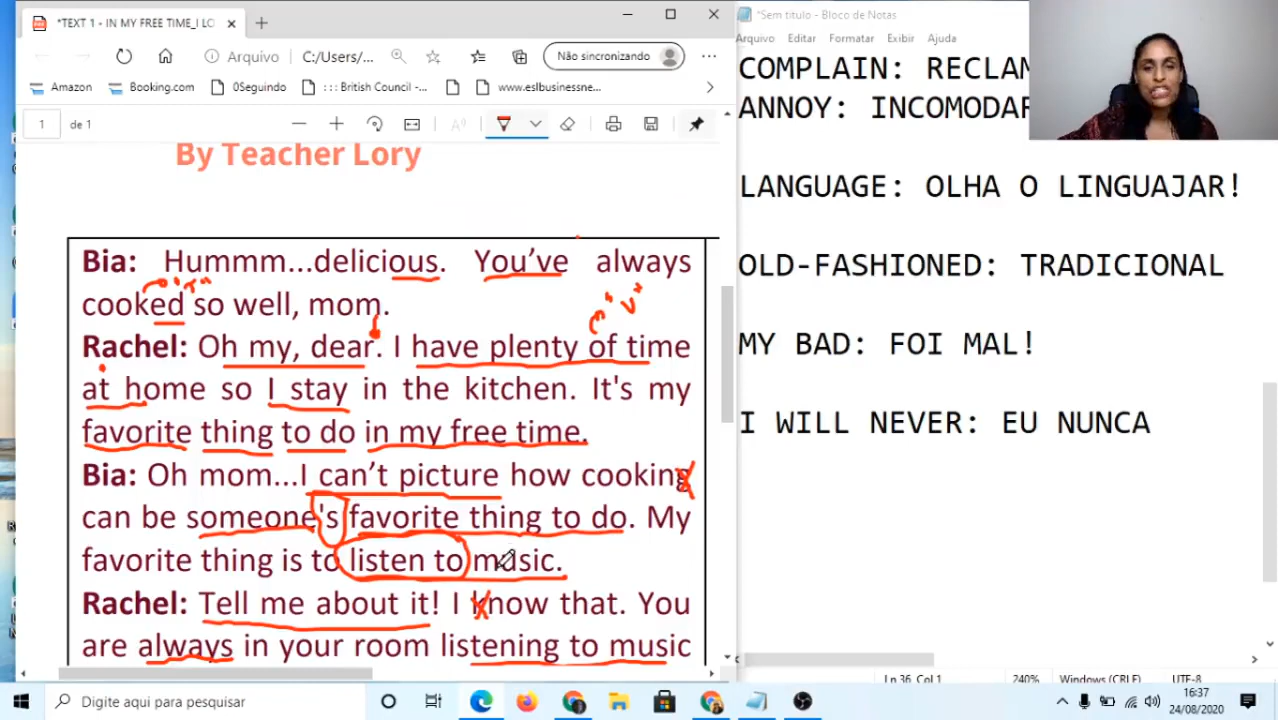 *TEXT 1 - IN MY FREE TIME_I LO
Arquivo
C:/Users/...
Não sincronizando
Amazon
Booking.com
0Seguindo
::: British Council -...
www.eslbusinessne...
1
de 1
By Teacher Lory
Bia: Hummm...delicious. You've always
cooked so well, mom.
Rachel: Oh my, dear. I have plenty of time
at home so I stay in the kitchen. It's my
favorite thing to do in my free time.
Bia: Oh mom...I can't picture how cooking
can be someone's favorite thing to do. My
favorite thing is to listen to music.
Rachel: Tell me about it! I know that. You
are always in your room listening to music
"T"
"V"
*Sem título - Bloco de Notas
Arquivo Editar Formatar Exibir Ajuda
COMPLAIN: RECLAM
ANNOY: INCOMODAR
LANGUAGE: OLHA O LINGUAJAR!
OLD-FASHIONED: TRADICIONAL
MY BAD: FOI MAL!
I WILL NEVER: EU NUNCA
Ln 36, Col 1
240%
Windows (CRLF)
UTF-8
Digite aqui para pesquisar
16:37
24/08/2020